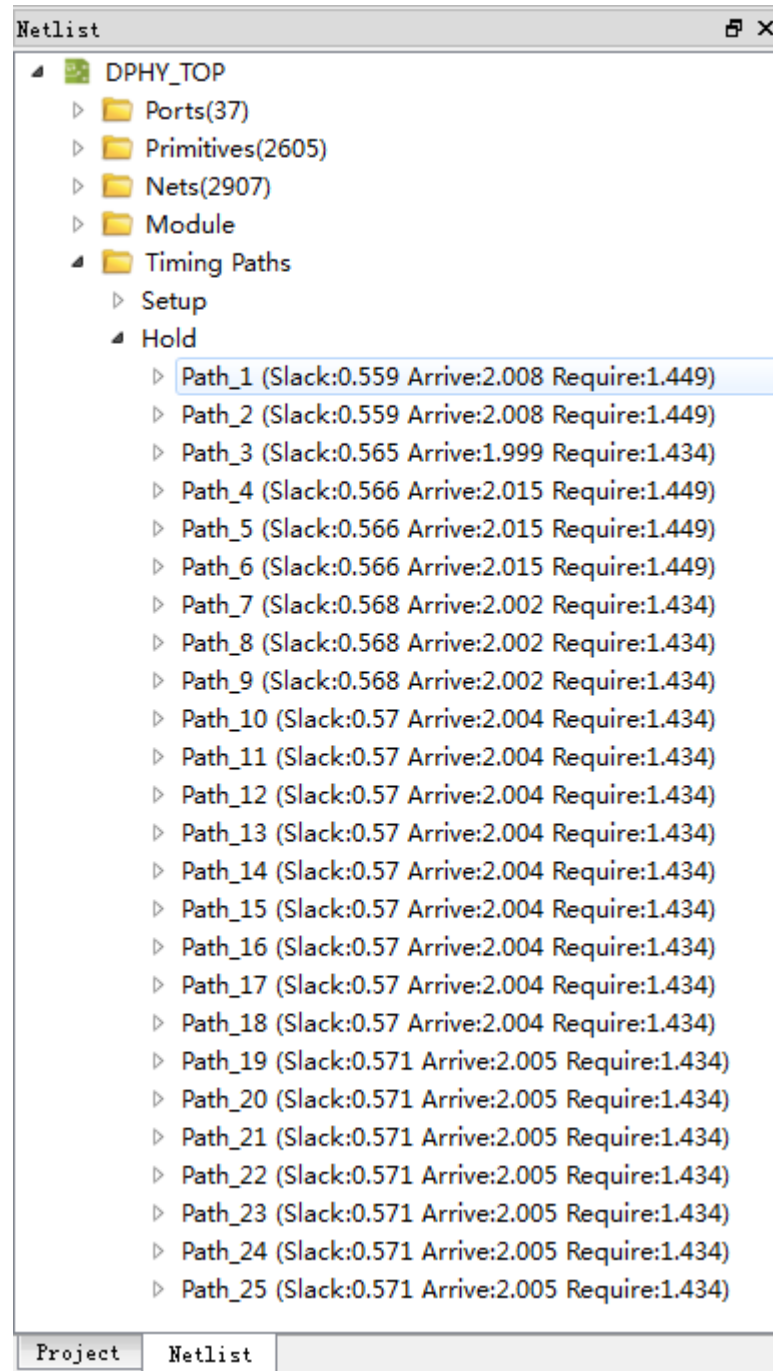 Netlist
DPHY_TOP
Ports(37)
Primitives(2605)
Nets(2907)
Module
Timing Paths
Setup
Hold
Path_1 (Slack:0.559 Arrive:2.008 Require:1.449)
Path_2 (Slack:0.559 Arrive:2.008 Require:1.449)
Path_3 (Slack:0.565 Arrive:1.999 Require:1.434)
Path_4 (Slack:0.566 Arrive:2.015 Require:1.449)
Path_5 (Slack:0.566 Arrive:2.015 Require:1.449)
Path_6 (Slack:0.566 Arrive:2.015 Require:1.449)
Path_7 (Slack:0.568 Arrive:2.002 Require:1.434)
Path_8 (Slack:0.568 Arrive:2.002 Require:1.434)
Path_9 (Slack:0.568 Arrive:2.002 Require:1.434)
Path_10 (Slack:0.57 Arrive:2.004 Require:1.434)
Path_11 (Slack:0.57 Arrive:2.004 Require:1.434)
Path_12 (Slack:0.57 Arrive:2.004 Require:1.434)
Path_13 (Slack:0.57 Arrive:2.004 Require:1.434)
Path_14 (Slack:0.57 Arrive:2.004 Require:1.434)
Path_15 (Slack:0.57 Arrive:2.004 Require:1.434)
Path_16 (Slack:0.57 Arrive:2.004 Require:1.434)
Path_17 (Slack:0.57 Arrive:2.004 Require:1.434)
Path_18 (Slack:0.57 Arrive:2.004 Require:1.434)
Path_19 (Slack:0.571 Arrive:2.005 Require:1.434)
Path_20 (Slack:0.571 Arrive:2.005 Require:1.434)
Path_21 (Slack:0.571 Arrive:2.005 Require:1.434)
Path_22 (Slack:0.571 Arrive:2.005 Require:1.434)
Path_23 (Slack:0.571 Arrive:2.005 Require:1.434)
Path_24 (Slack:0.571 Arrive:2.005 Require:1.434)
Path_25 (Slack:0.571 Arrive:2.005 Require:1.434)
Project Netlist